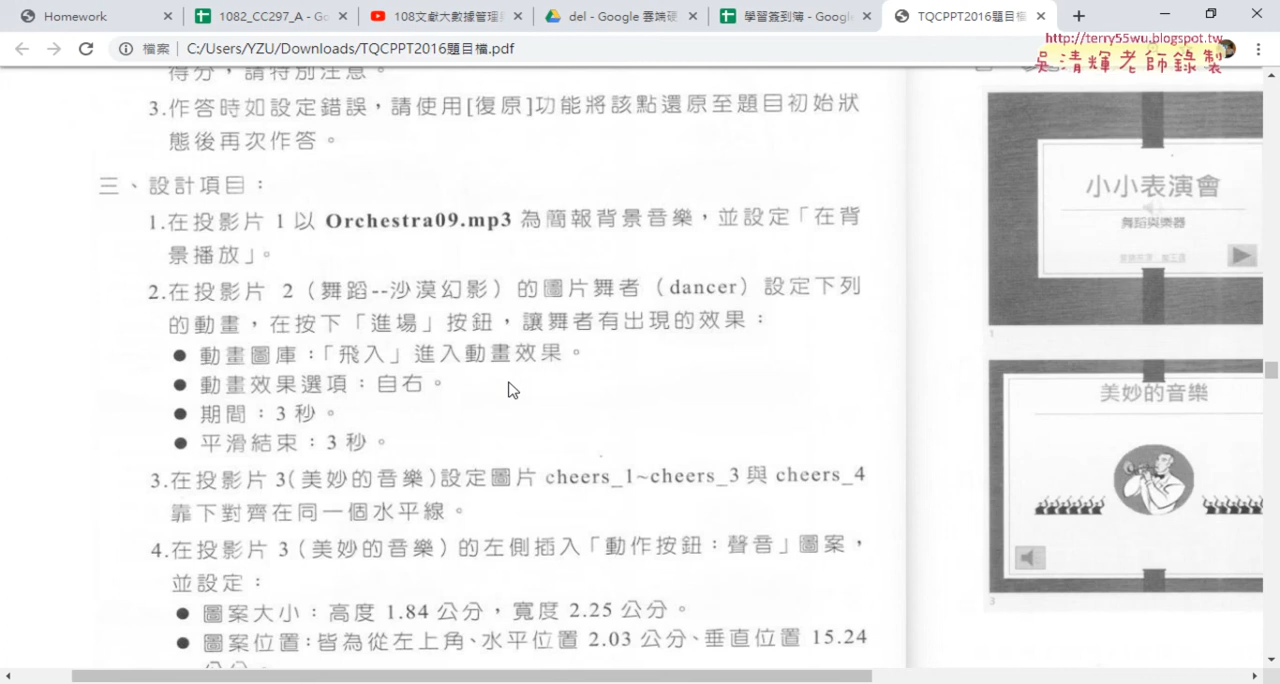 Homework
1082_CC297_A - Go
108文獻大數據管理
del - Google 雲端硬
學習簽到簿 - Google
TQCPPT2016題目檔
檔案 | C:/Users/YZU/Downloads/TQCPPT2016題目檔.pdf
http://terry55wu.blogspot.tw
吳清輝老師錄製
得分，請特別注意。
3.作答時如設定錯誤，請使用[復原]功能將該點還原至題目初始狀
態後再次作答。
三、設計項目：
1.在投影片 1 以 Orchestra09.mp3 為簡報背景音樂，並設定「在背
景播放」。
2.在投影片 2（舞蹈--沙漠幻影）的圖片舞者（dancer）設定下列
的動畫，在按下「進場」按鈕，讓舞者有出現的效果：
● 動畫圖庫：「飛入」進入動畫效果。
● 動畫效果選項：自右。
● 期間：3 秒。
● 平滑結束：3 秒。
3.在投影片 3(美妙的音樂)設定圖片 cheers_1~cheers_3 與 cheers_4
靠下對齊在同一個水平線。
4.在投影片 3（美妙的音樂）的左側插入「動作按鈕：聲音」圖案，
並設定：
● 圖案大小：高度 1.84 公分，寬度 2.25 公分。
● 圖案位置：皆為從左上角、水平位置 2.03 公分、垂直位置 15.24
公分。
小小表演會
舞蹈與樂器
1
美妙的音樂
3